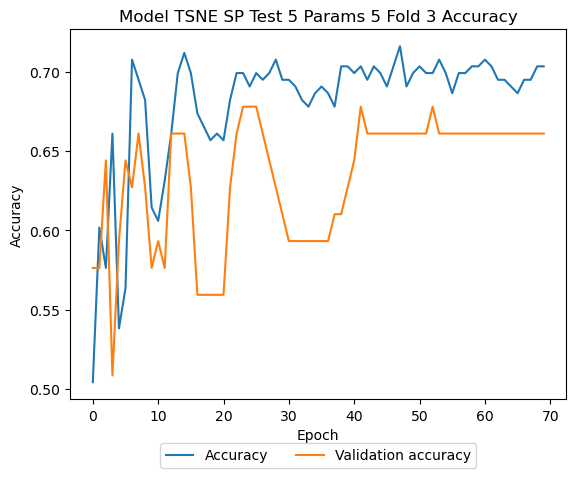 Model TSNE SP Test 5 Params 5 Fold 3 Accuracy
0.70
0.65
0.60
0.55
0.50
Accuracy
0 10 20 30 40 50 60 70
Epoch
Accuracy Validation accuracy